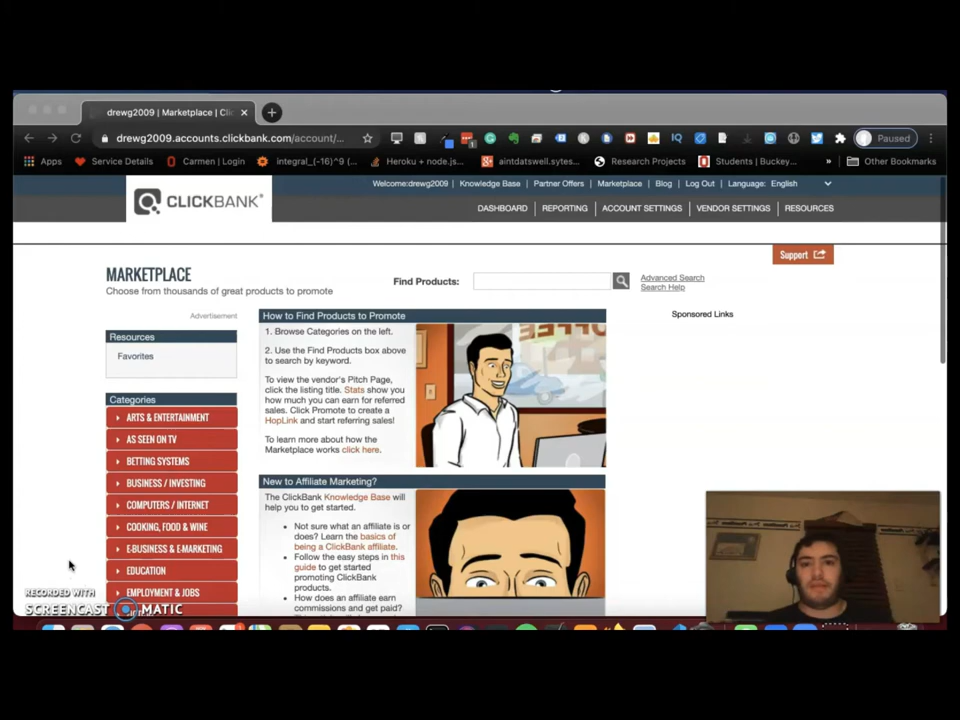 drewg2009 | Marketplace | Clic
drewg2009.accounts.clickbank.com/account/...
Paused
Apps
Service Details
Carmen | Login
integral_(-16)^9 (...
Heroku + node.js...
aintdatswell.sytes...
Research Projects
Students | Buckey...
»
Other Bookmarks
Welcome:drewg2009 | Knowledge Base | Partner Offers | Marketplace | Blog | Log Out | Language: English
CLICKBANK®
DASHBOARD | REPORTING | ACCOUNT SETTINGS | VENDOR SETTINGS | RESOURCES
Support
MARKETPLACE
Choose from thousands of great products to promote
Find Products:
Advanced Search
Search Help
Advertisement
Resources
Favorites
Categories
ARTS & ENTERTAINMENT
AS SEEN ON TV
BETTING SYSTEMS
BUSINESS / INVESTING
COMPUTERS / INTERNET
COOKING, FOOD & WINE
E-BUSINESS & E-MARKETING
EDUCATION
EMPLOYMENT & JOBS
How to Find Products to Promote
1. Browse Categories on the left.
2. Use the Find Products box above
to search by keyword.
To view the vendor's Pitch Page,
click the listing title. Stats show you
how much you can earn for referred
sales. Click Promote to create a
HopLink and start referring sales!
To learn more about how the
Marketplace works click here.
COFFEE
New to Affiliate Marketing?
The ClickBank Knowledge Base will
help you to get started.
Not sure what an affiliate is or
does? Learn the basics of
being a ClickBank affiliate.
Follow the easy steps in this
guide to get started
promoting ClickBank
products.
How does an affiliate earn
commissions and get paid?
Sponsored Links
RECORDED WITH
SCREENCAST MATIC